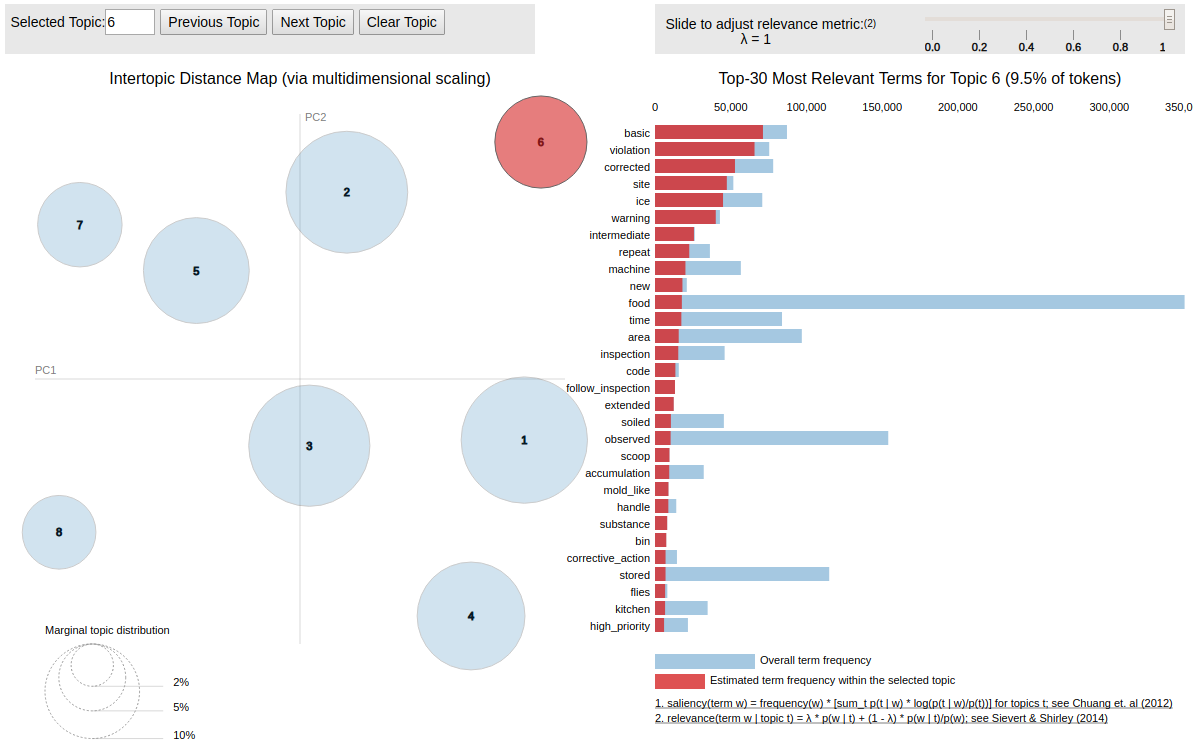 Selected Topic: 6 Previous Topic Next Topic Clear Topic
Slide to adjust relevance metric:(2)
λ = 1
0.0 0.2 0.4 0.6 0.8 1
Intertopic Distance Map (via multidimensional scaling)
PC2
PC1
6
2
7
5
3
1
8
4
Marginal topic distribution
2%
5%
10%
Top-30 Most Relevant Terms for Topic 6 (9.5% of tokens)
0 50,000 100,000 150,000 200,000 250,000 300,000 350,0
basic
violation
corrected
site
ice
warning
intermediate
repeat
machine
new
food
time
area
inspection
code
follow_inspection
extended
soiled
observed
scoop
accumulation
mold_like
handle
substance
bin
corrective_action
stored
flies
kitchen
high_priority
Overall term frequency
Estimated term frequency within the selected topic
1. saliency(term w) = frequency(w) * [sum_t p(t | w) * log(p(t | w)/p(t))] for topics t; see Chuang et. al (2012)
2. relevance(term w | topic t) = λ * p(w | t) + (1 - λ) * p(w | t)/p(w); see Sievert & Shirley (2014)